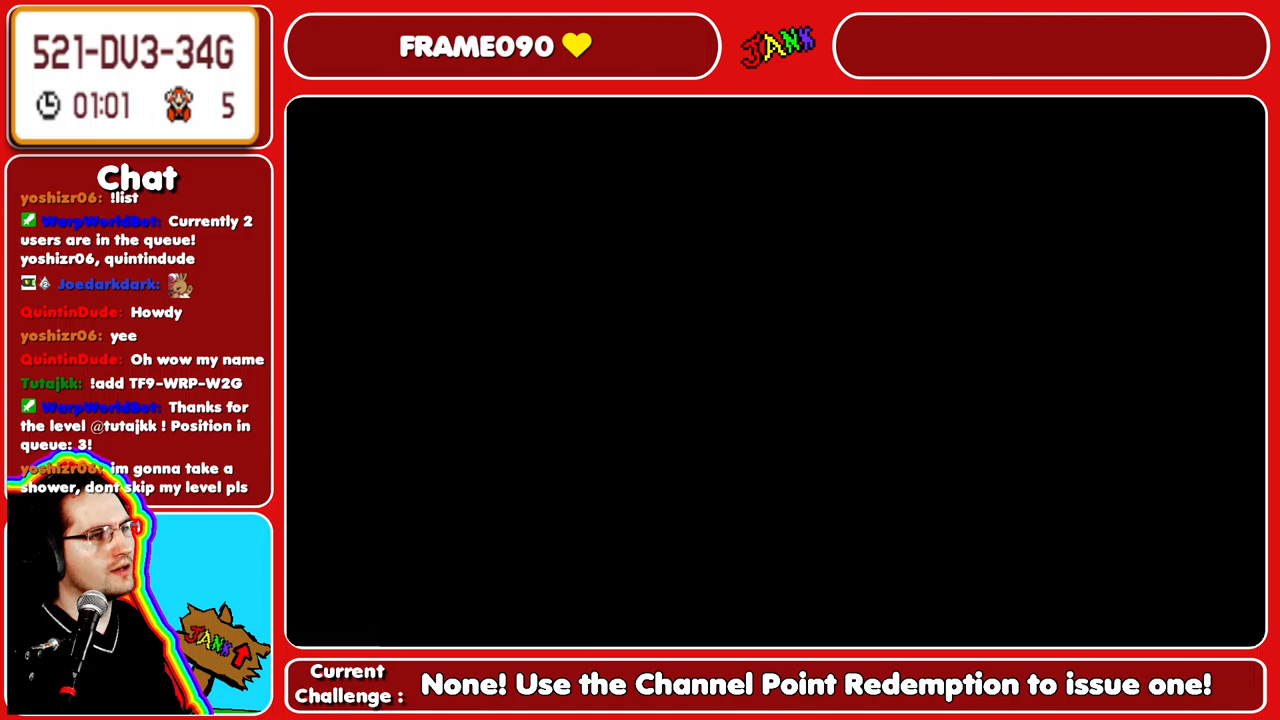 521-DV3-34G
01:01 5
FRAME090
JANK
Chat
yoshizr06: !list
WarpWorldBot: Currently 2
users are in the queue!
yoshizr06, quintindude
Joedarkdark:
QuintinDude: Howdy
yoshizr06: yee
QuintinDude: Oh wow my name
Tutajkk: !add TF9-WRP-W2G
WarpWorldBot: Thanks for
the level @tutajkk ! Position in
queue: 3!
yoshizr06: im gonna take a
shower, dont skip my level pls
JANK
Current
Challenge :
None! Use the Channel Point Redemption to issue one!